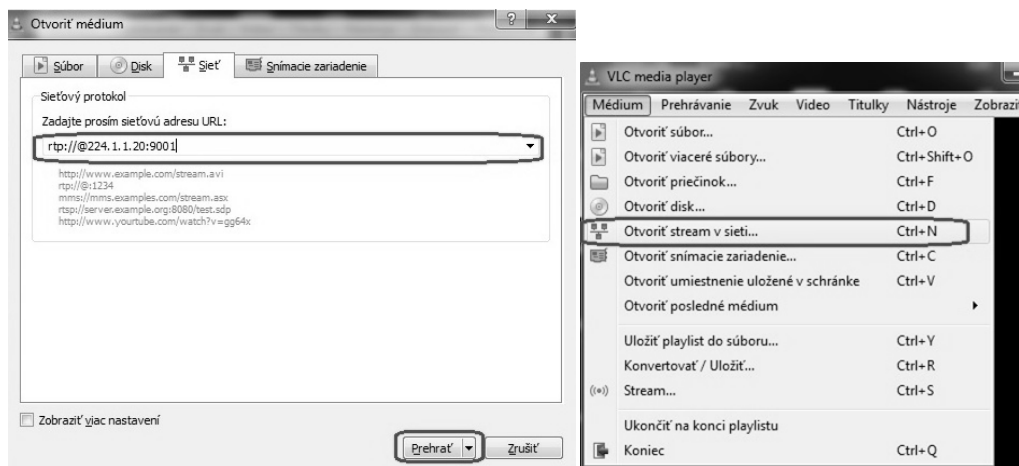 Otvoriť médium
Súbor
Disk
Sieť
Snímacie zariadenie
Sieťový protokol
Zadajte prosím sieťovú adresu URL:
rtp://@224.1.1.20:9001
http://www.example.com/stream.avi
rtp://@:1234
mms://mms.examples.com/stream.asx
rtsp://server.example.org:8080/test.sdp
http://www.yourtube.com/watch?v=gg64x
Zobraziť viac nastavení
Prehrať
Zrušiť
VLC media player
Médium Prehrávanie Zvuk Video Titulky Nástroje Zobraziť
Otvoriť súbor... Ctrl+O
Otvoriť viaceré súbory... Ctrl+Shift+O
Otvoriť priečinok... Ctrl+F
Otvoriť disk... Ctrl+D
Otvoriť stream v sieti... Ctrl+N
Otvoriť snímacie zariadenie... Ctrl+C
Otvoriť umiestnenie uložené v schránke Ctrl+V
Otvoriť posledné médium
Uložiť playlist do súboru... Ctrl+Y
Konvertovať / Uložiť... Ctrl+R
Stream... Ctrl+S
Ukončiť na konci playlistu
Koniec Ctrl+Q